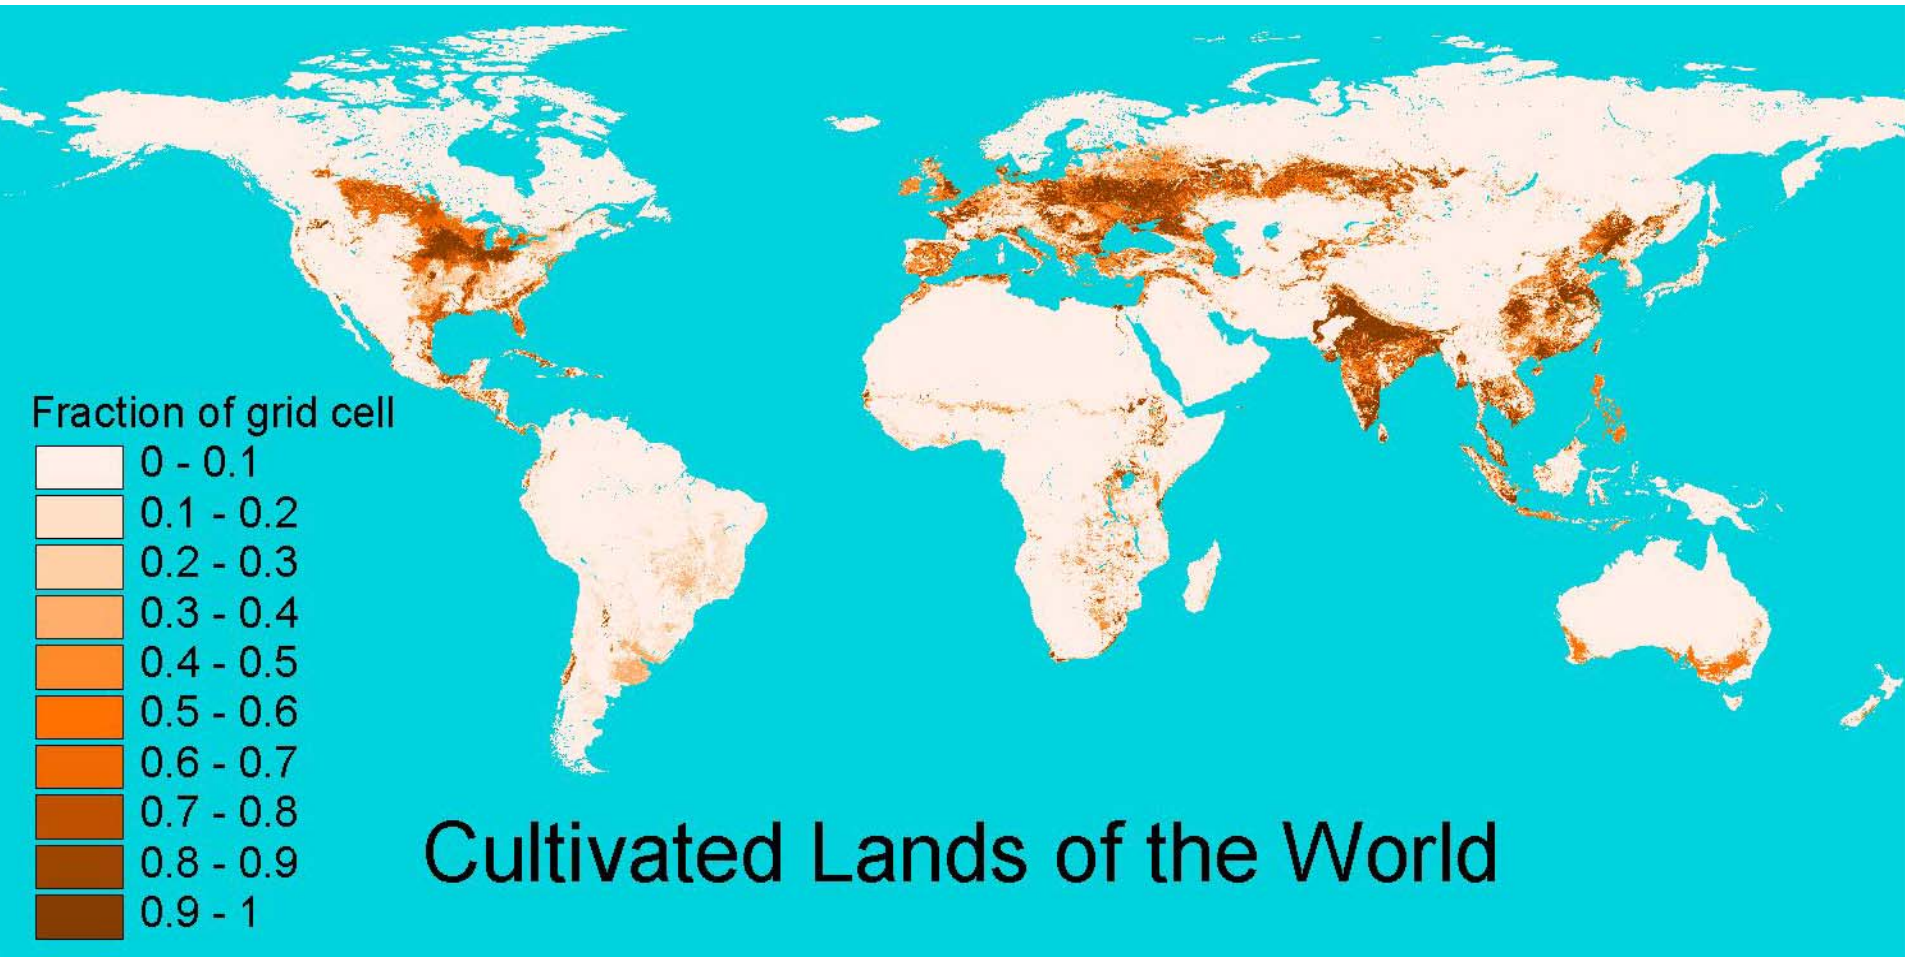 Fraction of grid cell
0 - 0.1
0.1 - 0.2
0.2 - 0.3
0.3 - 0.4
0.4 - 0.5
0.5 - 0.6
0.6 - 0.7
0.7 - 0.8
0.8 - 0.9
0.9 - 1
Cultivated Lands of the World